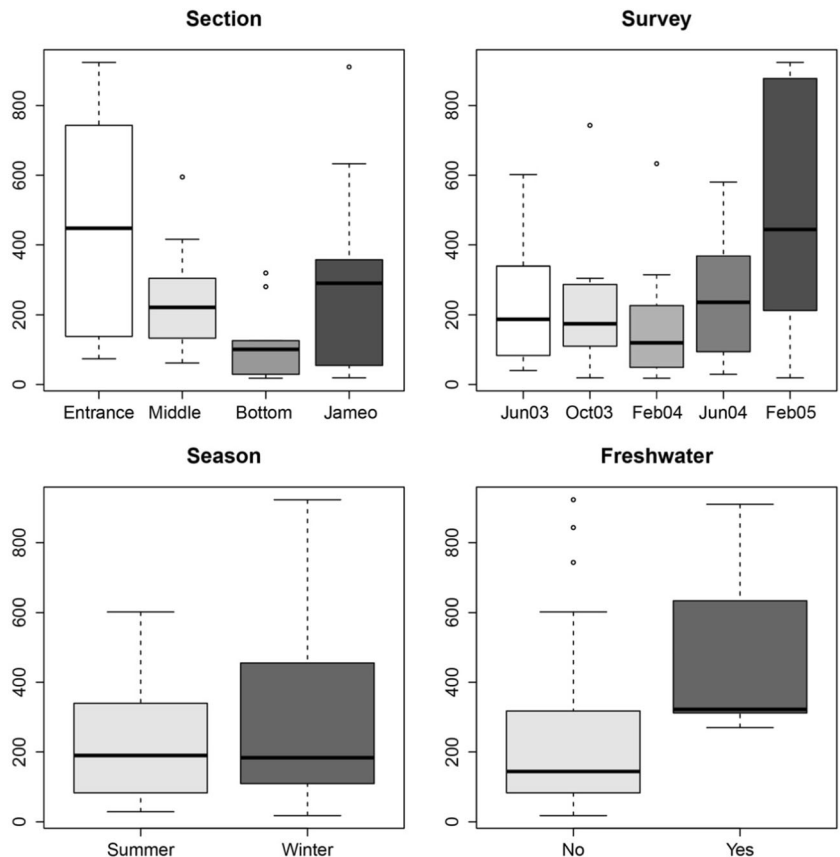 Section
800
600
400
200
0
Entrance Middle Bottom Jameo
Survey
800
600
400
200
0
Jun03 Oct03 Feb04 Jun04 Feb05
Season
800
600
400
200
0
Summer Winter
Freshwater
800
600
400
200
0
No Yes